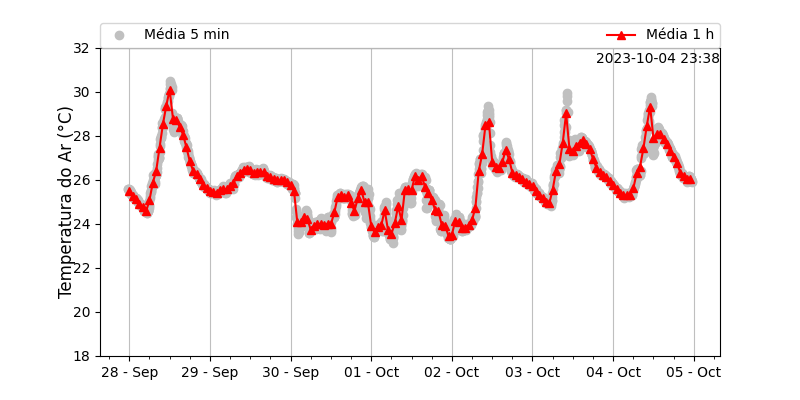 Média 5 min
Média 1 h
2023-10-04 23:38
Temperatura do Ar (°C)
32
30
28
26
24
22
20
18
28 - Sep
29 - Sep
30 - Sep
01 - Oct
02 - Oct
03 - Oct
04 - Oct
05 - Oct